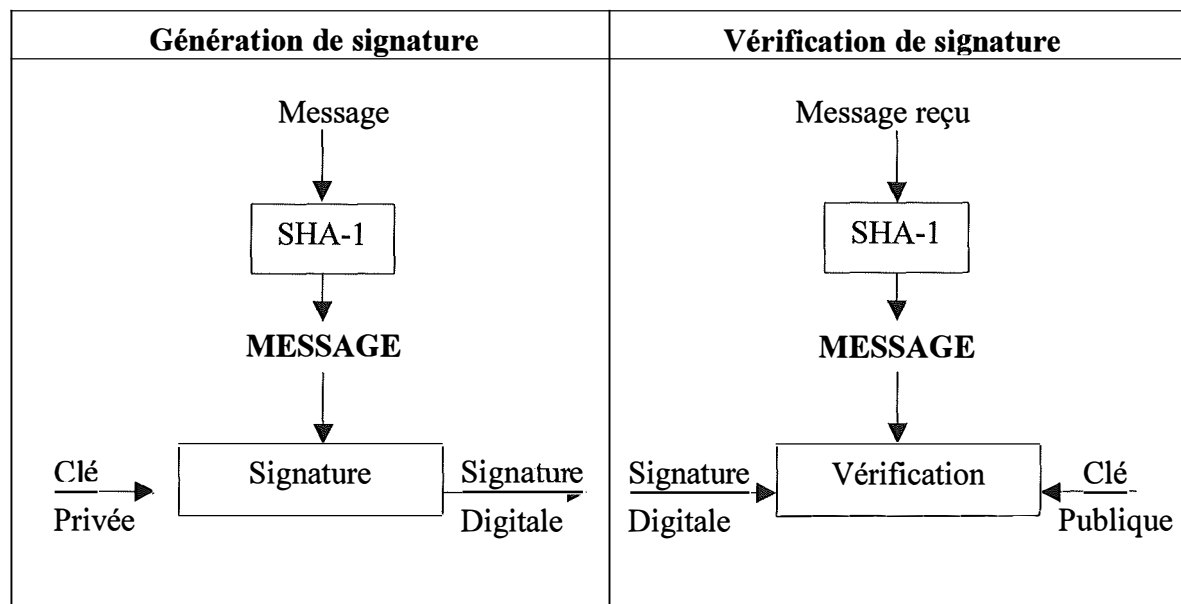 Génération de signature
Message
SHA-1
MESSAGE
Clé
Privée
Signature
Signature
Digitale
Vérification de signature
Message reçu
SHA-1
MESSAGE
Signature
Digitale
Vérification
Clé
Publique